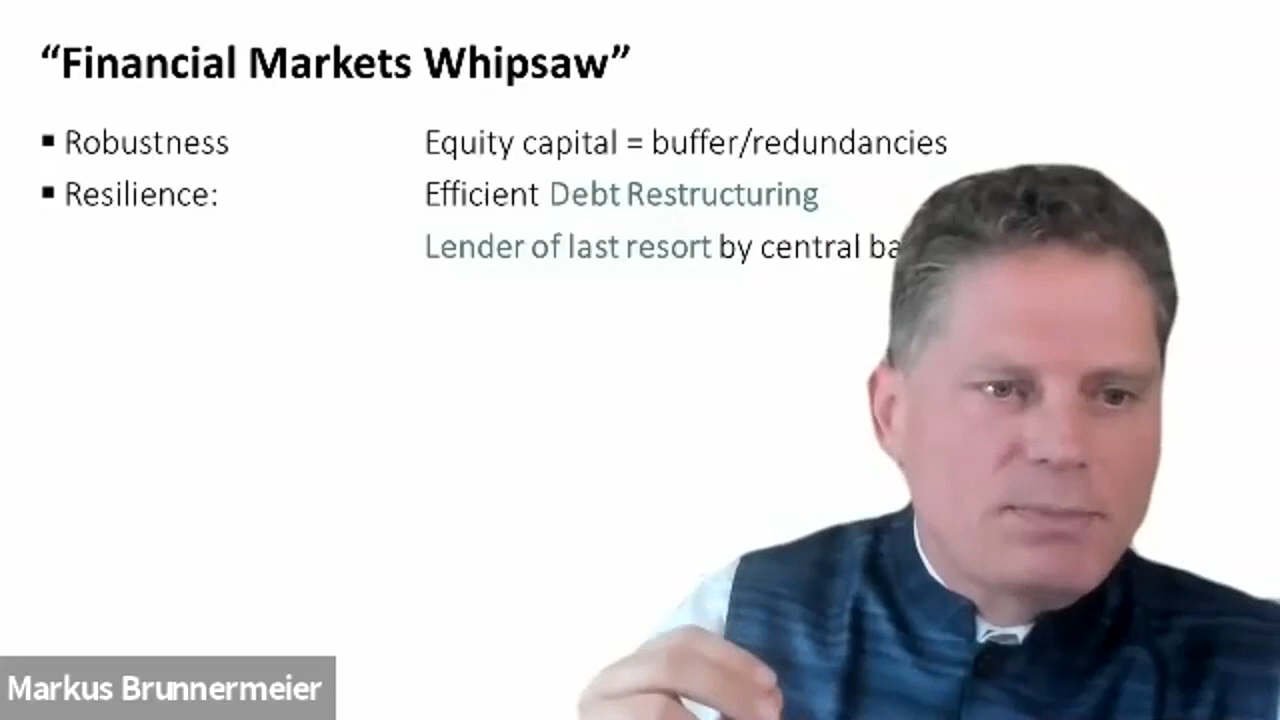 “Financial Markets Whipsaw”
▪ Robustness Equity capital = buffer/redundancies
▪ Resilience: Efficient Debt Restructuring
Lender of last resort by central
Markus Brunnermeier